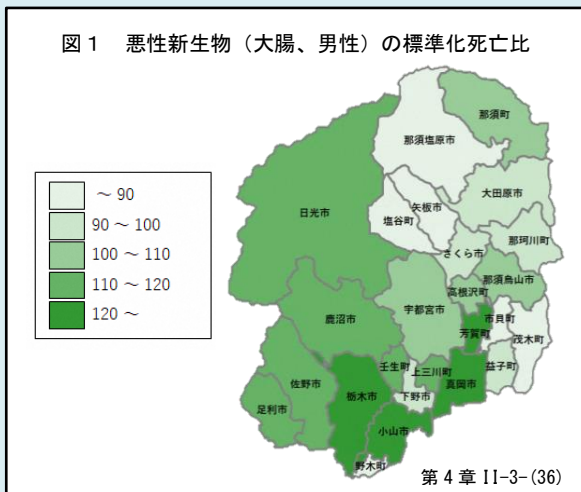 図1 悪性新生物（大腸、男性）の標準化死亡比
～90
90～100
100～110
110～120
120～
那須町
那須塩原市
大田原市
日光市
矢板市
塩谷町
那珂川町
さくら市
那須烏山市
高根沢町
宇都宮市
鹿沼市
市貝町
芳賀町
茂木町
壬生町
上三川町
益子町
真岡市
佐野市
栃木市
下野市
足利市
小山市
野木町
第4章II-3-(36)